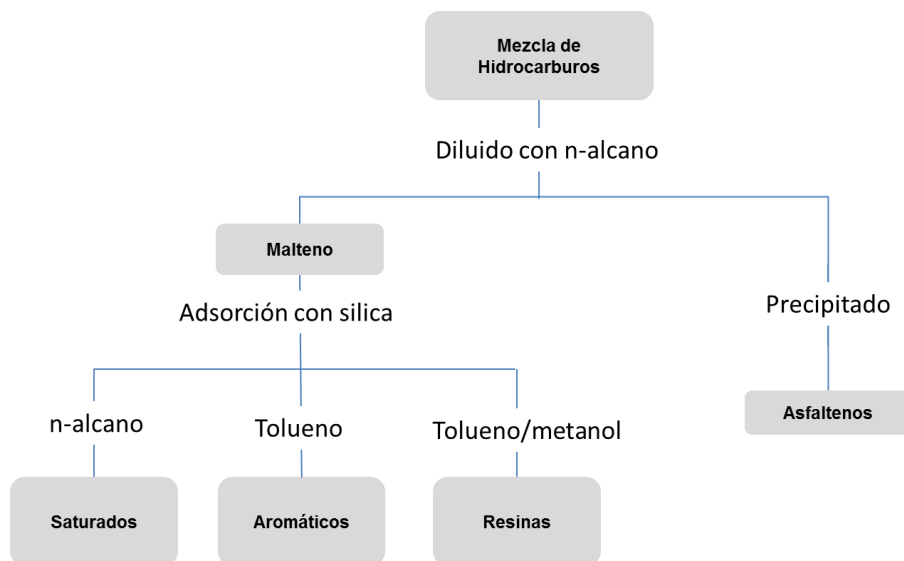 Mezcla de
Hidrocarburos
Diluido con n-alcano
Malteno
Precipitado
Adsorción con silica
Asfaltenos
n-alcano
Tolueno
Tolueno/metanol
Saturados
Aromáticos
Resinas